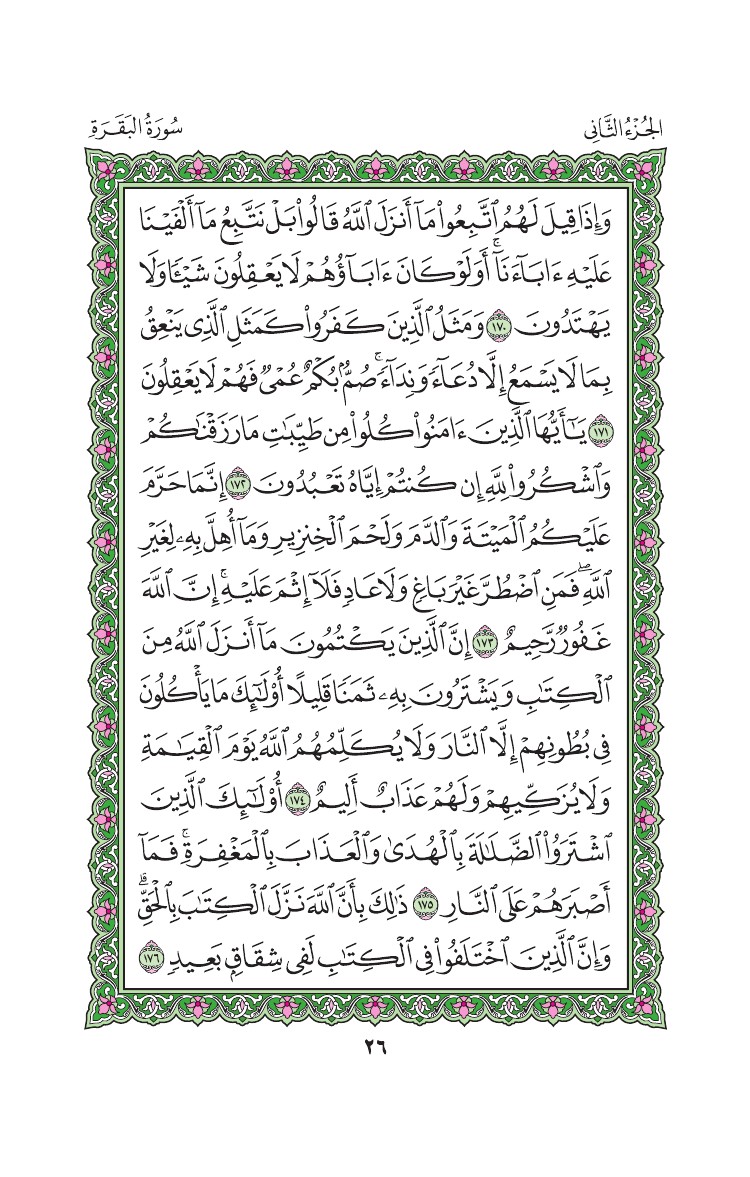 الجُزْءُ الثَّانِي
سُورَةُ البَقَرَةِ
وَإِذَا قِيلَ لَهُمُ ٱتَّبِعُوا۟ مَآ أَنزَلَ ٱللَّهُ قَالُوا۟ بَلْ نَتَّبِعُ مَآ أَلْفَيْنَا
عَلَيْهِ ءَابَآءَنَآ ۚ أَوَلَوْ كَانَ ءَابَآؤُهُمْ لَا يَعْقِلُونَ شَيْـًٔا وَلَا
يَهْتَدُونَ ١٧٠ وَمَثَلُ ٱلَّذِينَ كَفَرُوا۟ كَمَثَلِ ٱلَّذِى يَنْعِقُ
بِمَا لَا يَسْمَعُ إِلَّا دُعَآءً وَنِدَآءً ۚ صُمٌّۢ بُكْمٌ عُمْىٌ فَهُمْ لَا يَعْقِلُونَ
١٧١ يَـٰٓأَيُّهَا ٱلَّذِينَ ءَامَنُوا۟ كُلُوا۟ مِن طَيِّبَـٰتِ مَا رَزَقْنَـٰكُمْ
وَٱشْكُرُوا۟ لِلَّهِ إِن كُنتُمْ إِيَّاهُ تَعْبُدُونَ ١٧٢ إِنَّمَا حَرَّمَ
عَلَيْكُمُ ٱلْمَيْتَةَ وَٱلدَّمَ وَلَحْمَ ٱلْخِنزِيرِ وَمَآ أُهِلَّ بِهِۦ لِغَيْرِ
ٱللَّهِ ۖ فَمَنِ ٱضْطُرَّ غَيْرَ بَاغٍ وَلَا عَادٍ فَلَآ إِثْمَ عَلَيْهِ ۚ إِنَّ ٱللَّهَ
غَفُورٌ رَّحِيمٌ ١٧٣ إِنَّ ٱلَّذِينَ يَكْتُمُونَ مَآ أَنزَلَ ٱللَّهُ مِنَ
ٱلْكِتَـٰبِ وَيَشْتَرُونَ بِهِۦ ثَمَنًا قَلِيلًا أُو۟لَـٰٓئِكَ مَا يَأْكُلُونَ
فِى بُطُونِهِمْ إِلَّا ٱلنَّارَ وَلَا يُكَلِّمُهُمُ ٱللَّهُ يَوْمَ ٱلْقِيَـٰمَةِ
وَلَا يُزَكِّيهِمْ وَلَهُمْ عَذَابٌ أَلِيمٌ ١٧٤ أُو۟لَـٰٓئِكَ ٱلَّذِينَ
ٱشْتَرَوُا۟ ٱلضَّلَـٰلَةَ بِٱلْهُدَىٰ وَٱلْعَذَابَ بِٱلْمَغْفِرَةِ ۚ فَمَآ
أَصْبَرَهُمْ عَلَى ٱلنَّارِ ١٧٥ ذَٰلِكَ بِأَنَّ ٱللَّهَ نَزَّلَ ٱلْكِتَـٰبَ بِٱلْحَقِّ ۗ
وَإِنَّ ٱلَّذِينَ ٱخْتَلَفُوا۟ فِى ٱلْكِتَـٰبِ لَفِى شِقَاقٍۭ بَعِيدٍ ١٧٦
٢٦